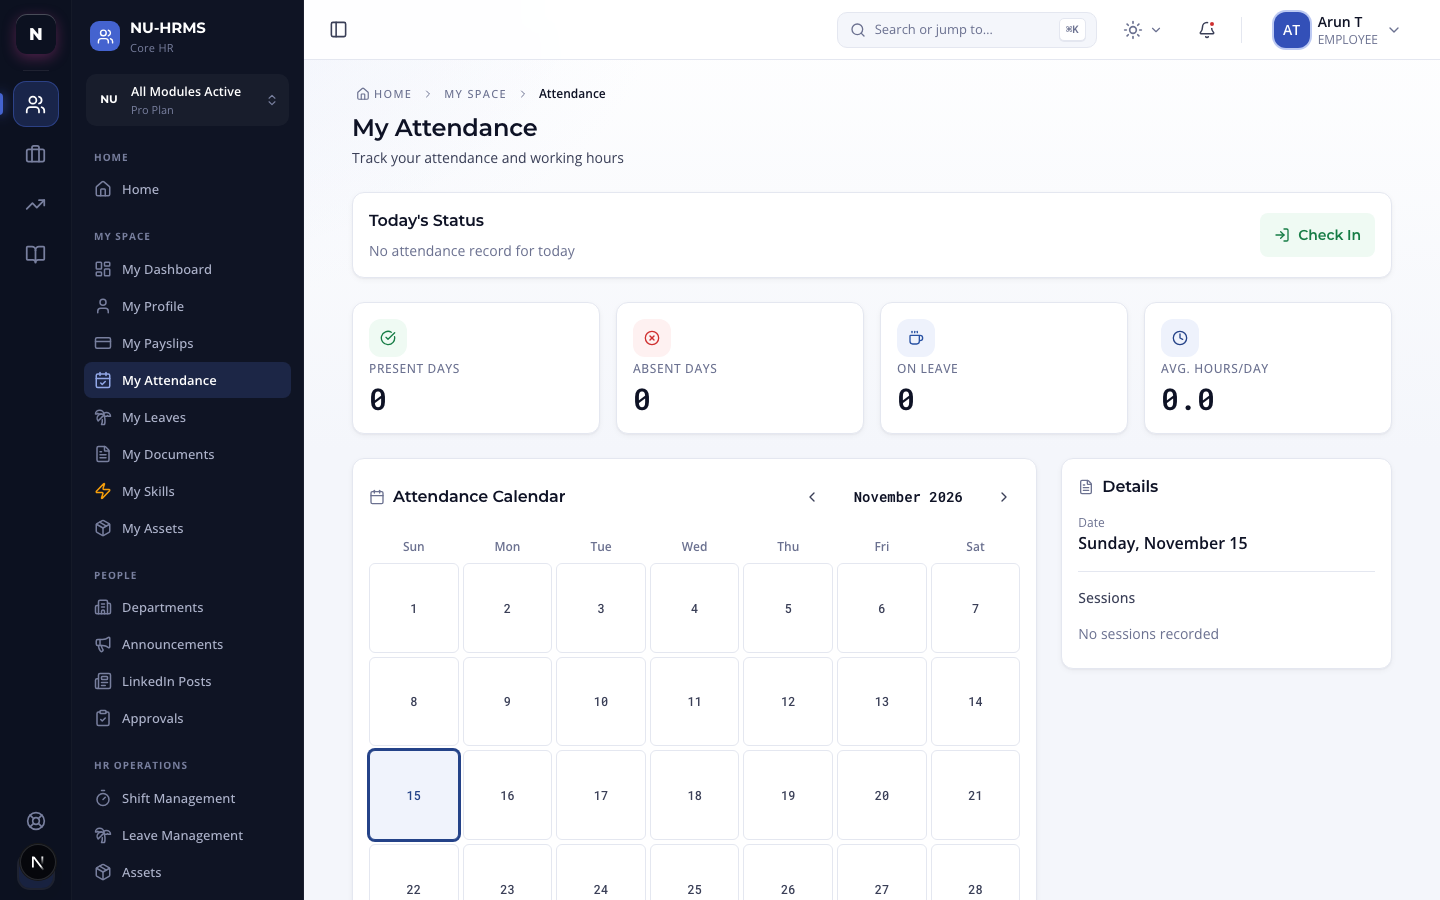 N
NU-HRMS
Core HR
NU
All Modules Active
Pro Plan
HOME
Home
MY SPACE
My Dashboard
My Profile
My Payslips
My Attendance
My Leaves
My Documents
My Skills
My Assets
PEOPLE
Departments
Announcements
LinkedIn Posts
Approvals
HR OPERATIONS
Shift Management
Leave Management
Assets
N
Search or jump to...
⌘K
AT
Arun T
EMPLOYEE
HOME
MY SPACE
Attendance
My Attendance
Track your attendance and working hours
Today's Status
No attendance record for today
Check In
PRESENT DAYS
0
ABSENT DAYS
0
ON LEAVE
0
AVG. HOURS/DAY
0.0
Attendance Calendar
November 2026
Sun Mon Tue Wed Thu Fri Sat
1 2 3 4 5 6 7
8 9 10 11 12 13 14
15 16 17 18 19 20 21
22 23 24 25 26 27 28
Details
Date
Sunday, November 15
Sessions
No sessions recorded